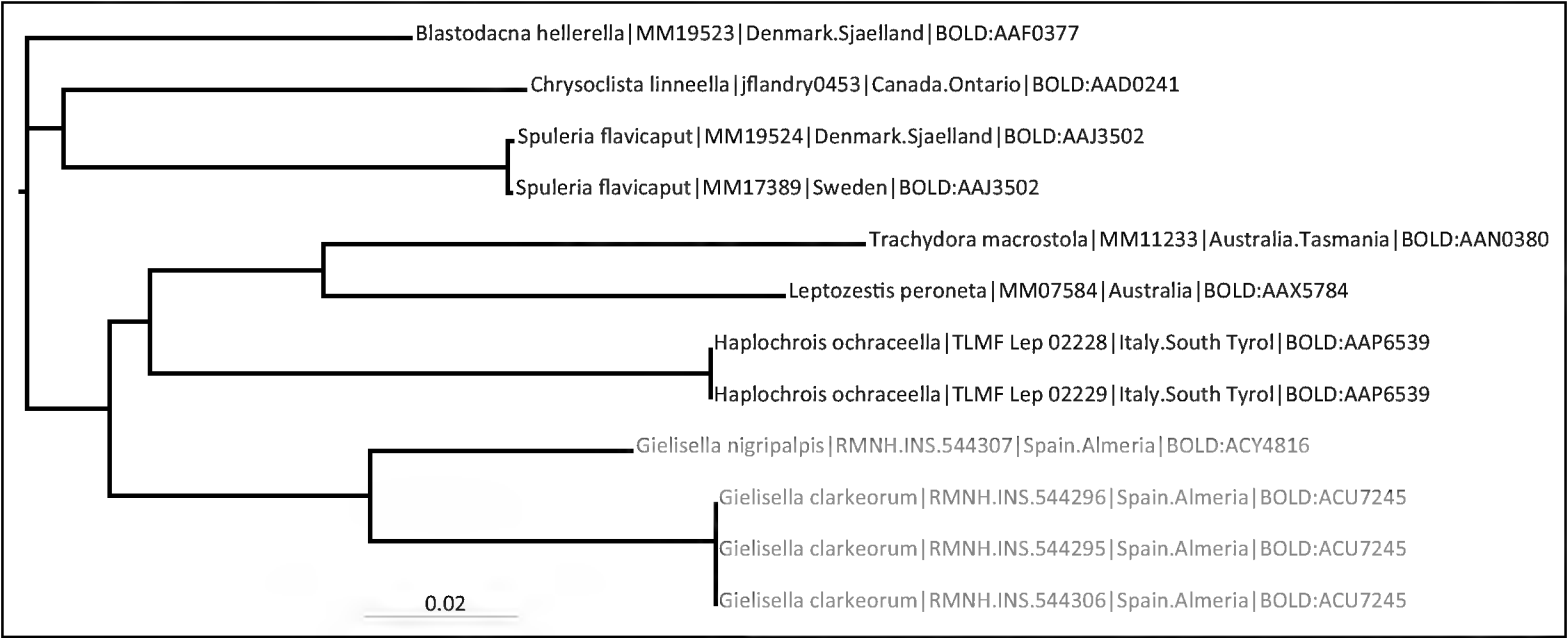 Blastodacna hellerella|MM19523|Denmark.Sjaelland|BOLD:AAF0377
Chrysoclista linneella|jflandry0453|Canada.Ontario|BOLD:AAD0241
Spuleria flavicaput|MM19524|Denmark.Sjaelland|BOLD:AAJ3502
Spuleria flavicaput|MM17389|Sweden|BOLD:AAJ3502
Trachydora macrostola|MM11233|Australia.Tasmania|BOLD:AAN0380
Leptozestis peroneta|MM07584|Australia|BOLD:AAX5784
Haplochrois ochraceella|TLMF Lep 02228|Italy.South Tyrol|BOLD:AAP6539
Haplochrois ochraceella|TLMF Lep 02229|Italy.South Tyrol|BOLD:AAP6539
Gielisella nigripalpis|RMNH.INS.544307|Spain.Almeria|BOLD:ACY4816
Gielisella clarkeorum|RMNH.INS.544296|Spain.Almeria|BOLD:ACU7245
Gielisella clarkeorum|RMNH.INS.544295|Spain.Almeria|BOLD:ACU7245
Gielisella clarkeorum|RMNH.INS.544306|Spain.Almeria|BOLD:ACU7245
0.02